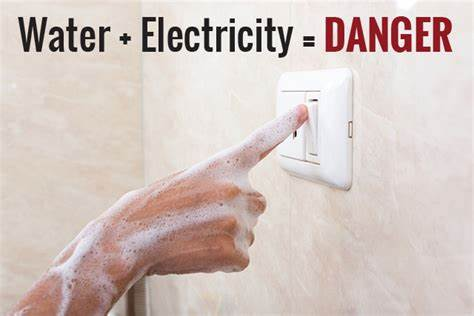 Water + Electricity = DANGER